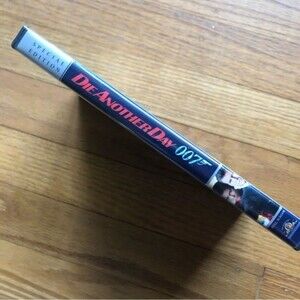 SPECIAL
EDITION
DIE ANOTHER DAY 007